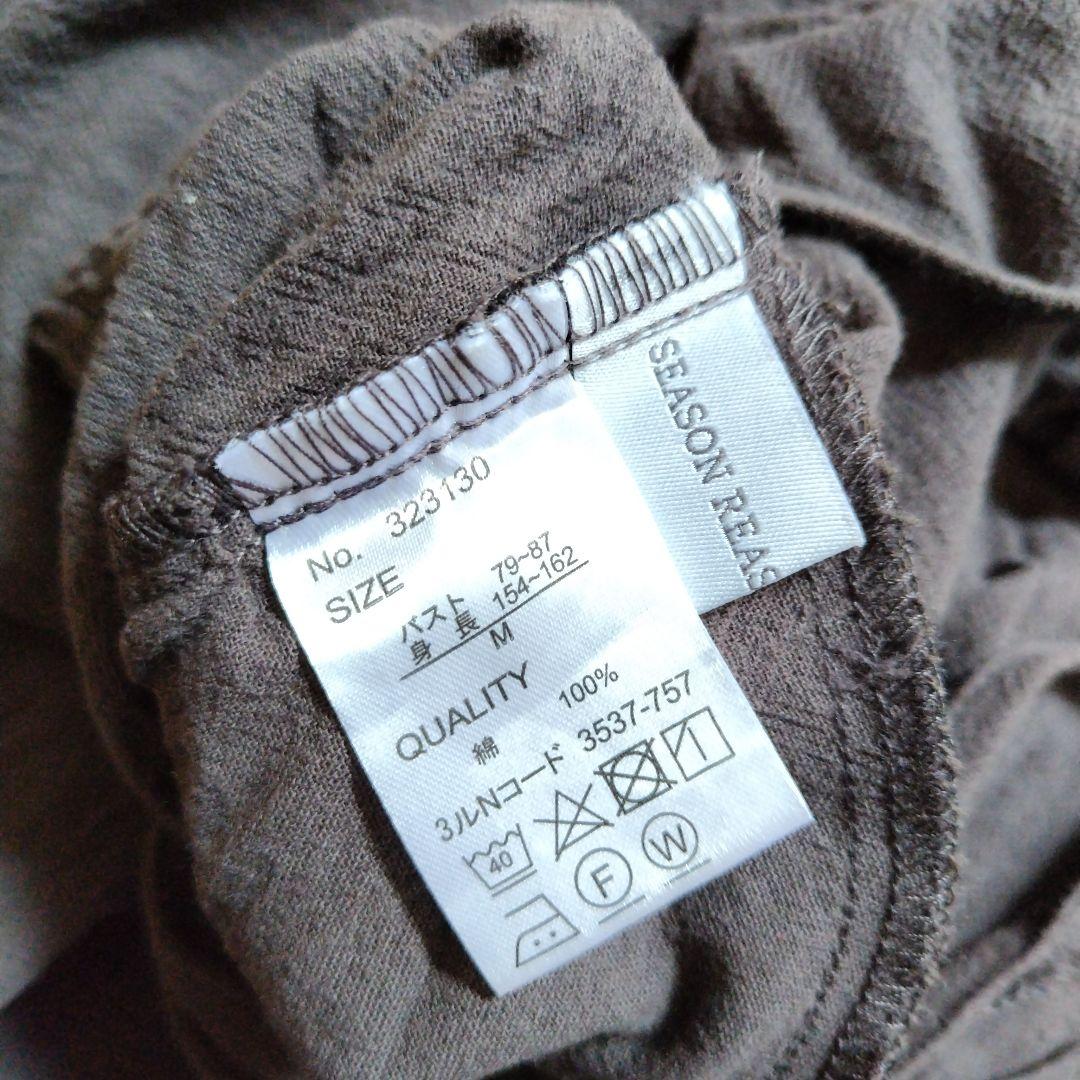 No. 323130
SIZE
バスト 79~87
身長 154~162
M
QUALITY
綿 100%
3ルNコード 3537-757
40
F W
SEASON REAS